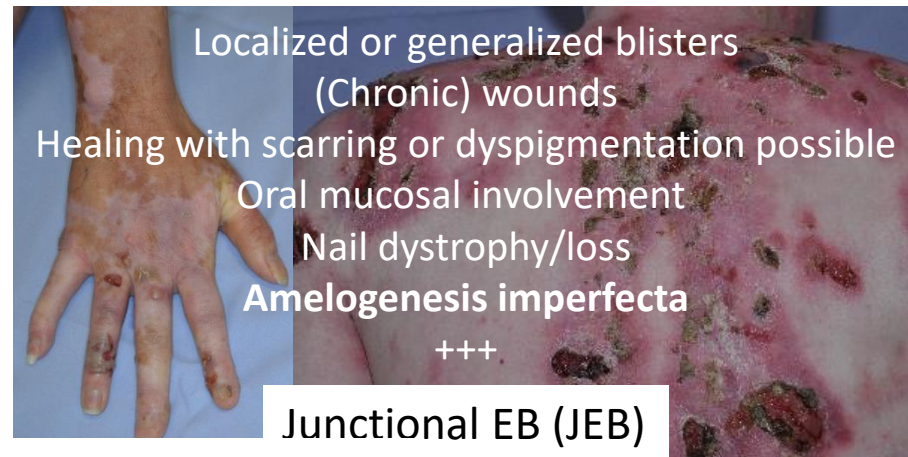 Localized or generalized blisters
(Chronic) wounds
Healing with scarring or dyspigmentation possible
Oral mucosal involvement
Nail dystrophy/loss
Amelogenesis imperfecta
+++
Junctional EB (JEB)